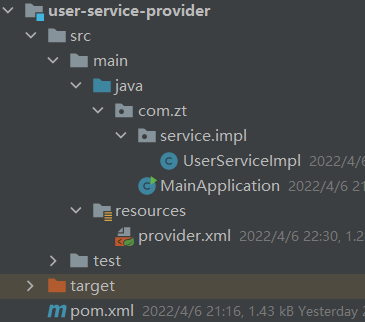 user-service-provider
src
main
java
com.zt
service.impl
UserServiceImpl 2022/4/6
MainApplication 2022/4/6 21
resources
provider.xml 2022/4/6 22:30, 1.2
test
target
pom.xml 2022/4/6 21:16, 1.43 kB Yesterday 2